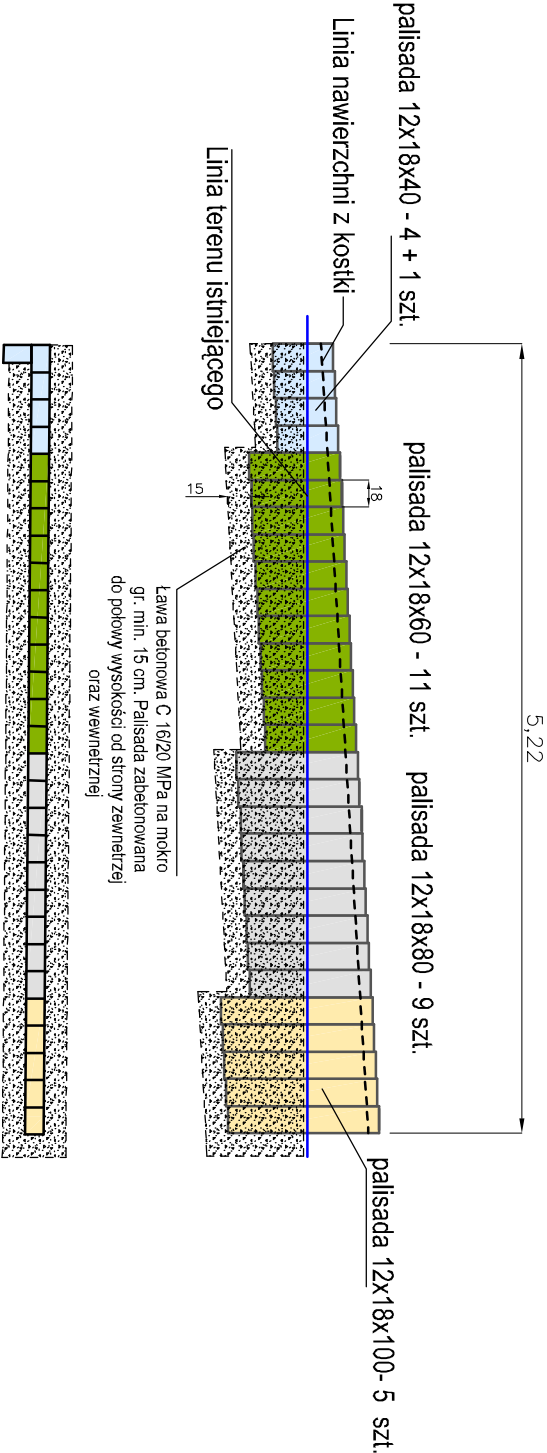 palisada 12x18x40 - 4 + 1 szt.
Linia nawierzchni z kostki
Linia terenu istniejącego
5,22
palisada 12x18x60 - 11 szt.
palisada 12x18x80 - 9 szt.
18
15
Ława betonowa C 16/20 MPa na mokro
gr. min. 15 cm. Palisada zabetonowana
do połowy wysokości od strony zewnetrzej
oraz wewnetrznej
palisada 12x18x100- 5 szt.